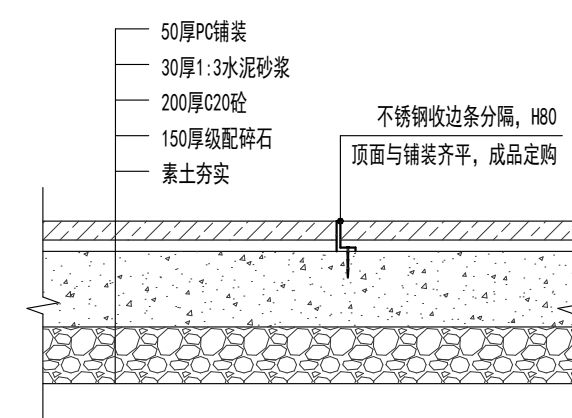 50厚PC铺装
30厚1:3水泥砂浆
200厚C20砼
150厚级配碎石
素土夯实
不锈钢收边条分隔，H80
顶面与铺装齐平，成品定购